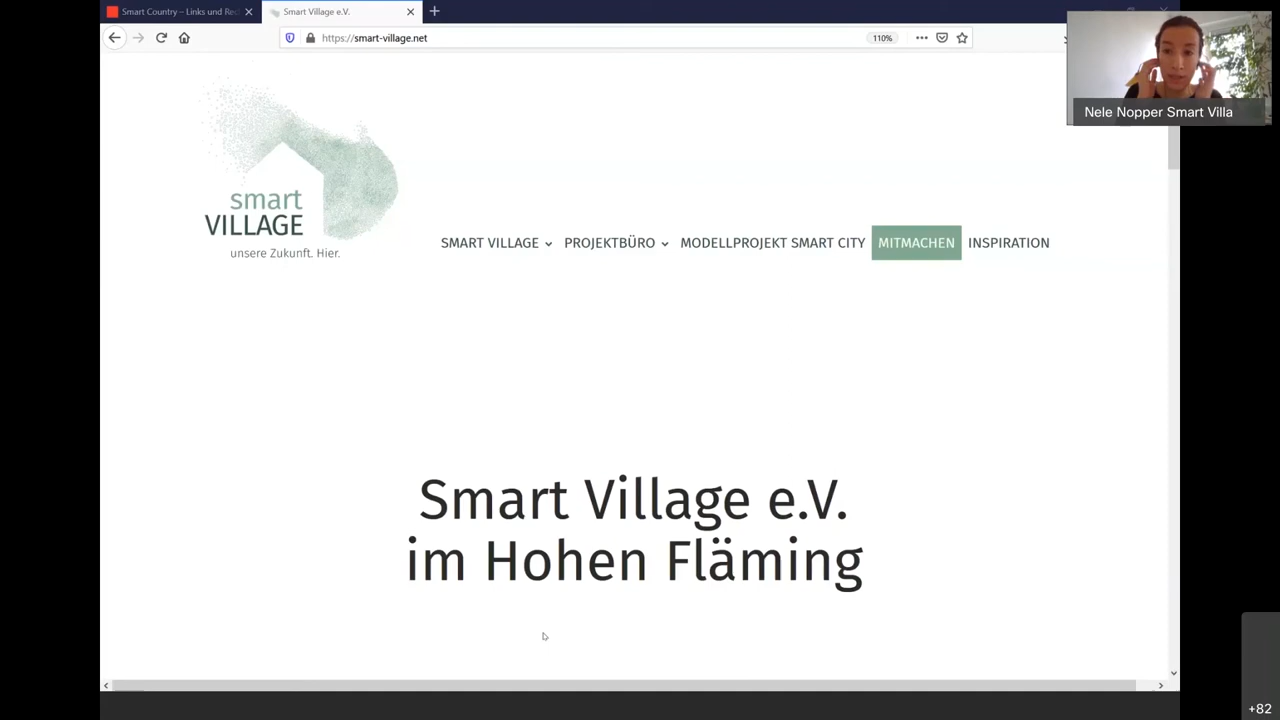 Smart Country – Links und Rec
Smart Village e.V.
https://smart-village.net
110%
Nele Nopper Smart Villa
smart
VILLAGE
unsere Zukunft. Hier.
SMART VILLAGE
PROJEKTBÜRO
MODELLPROJEKT SMART CITY
MITMACHEN
INSPIRATION
Smart Village e.V.
im Hohen Fläming
+82